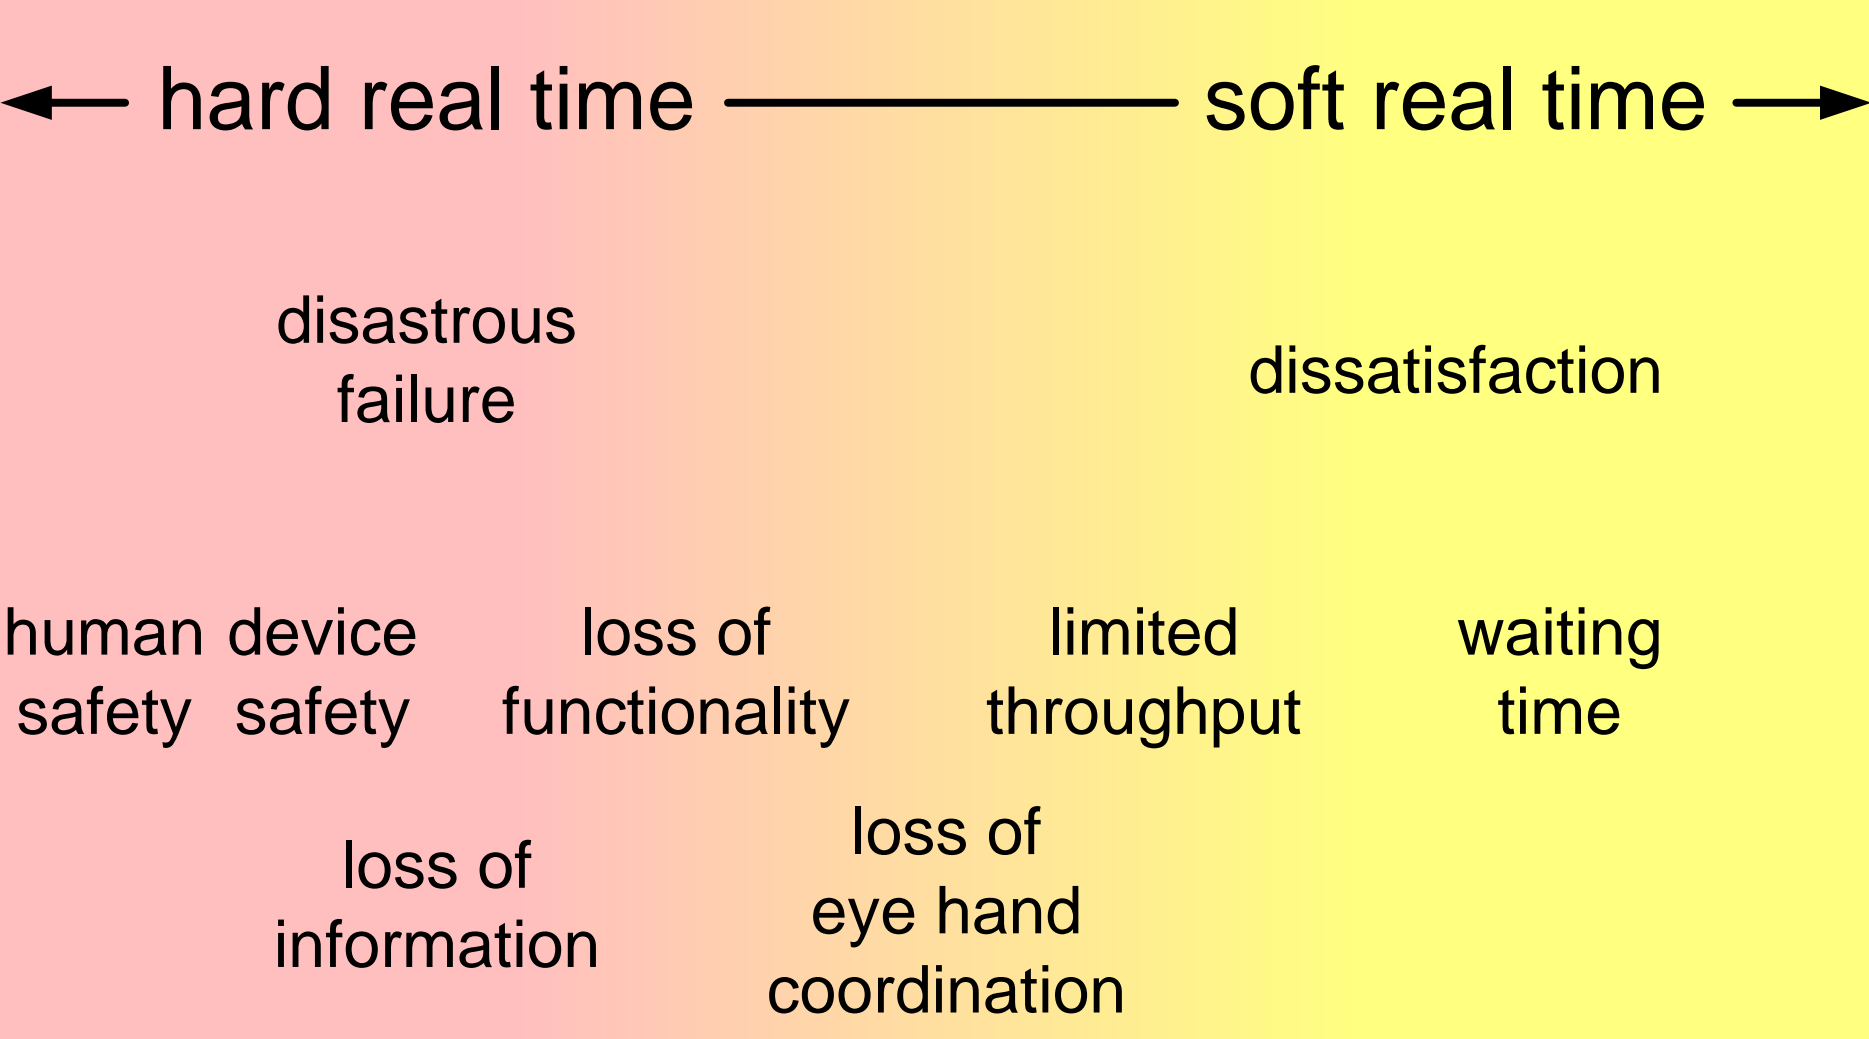 hard real time
soft real time
disastrous
failure
dissatisfaction
human
safety
device
safety
loss of
functionality
limited
throughput
waiting
time
loss of
information
loss of
eye hand
coordination